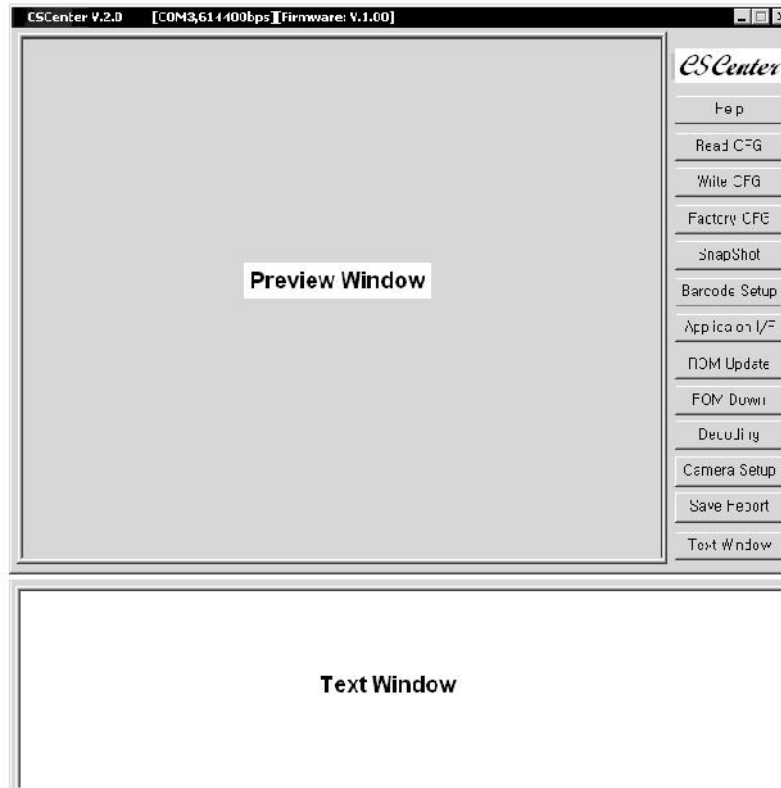 CSCenter V.2.0 [COM3,614400bps][Firmware: V.1.00]
CSCenter
Help
Read CFG
Write CFG
Factory CFG
SnapShot
Barcode Setup
Application I/F
ROM Update
ROM Down
Decoding
Camera Setup
Save Report
Text Window
Preview Window
Text Window